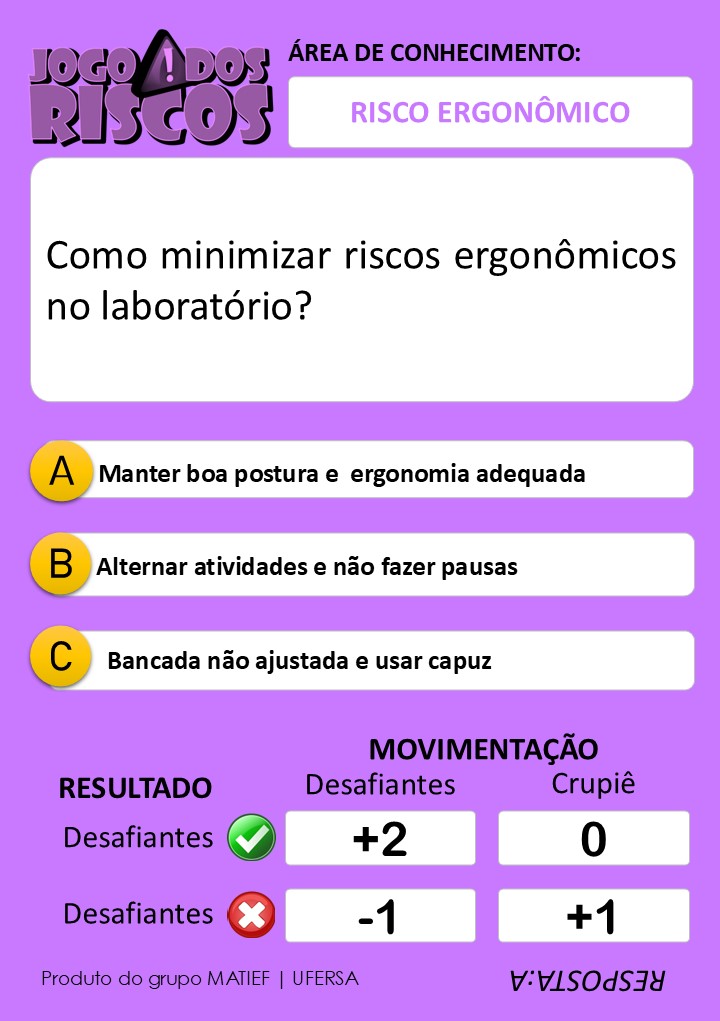 JOGO DOS
RISCOS
ÁREA DE CONHECIMENTO:
RISCO ERGONÔMICO
Como minimizar riscos ergonômicos
no laboratório?
A Manter boa postura e ergonomia adequada
B Alternar atividades e não fazer pausas
C Bancada não ajustada e usar capuz
MOVIMENTAÇÃO
RESULTADO Desafiantes Crupiê
Desafiantes +2 0
Desafiantes -1 +1
Produto do grupo MATIEF | UFERSA
RESPOSTA:A